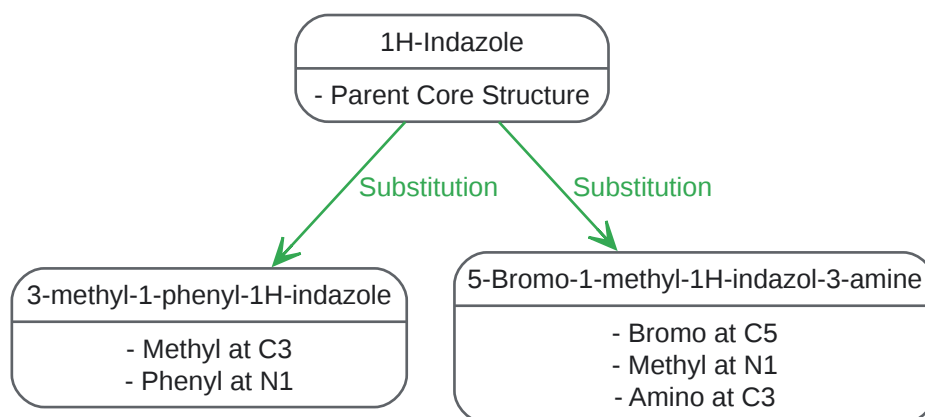 1H-Indazole
- Parent Core Structure
Substitution
Substitution
3-methyl-1-phenyl-1H-indazole
- Methyl at C3
- Phenyl at N1
5-Bromo-1-methyl-1H-indazol-3-amine
- Bromo at C5
- Methyl at N1
- Amino at C3